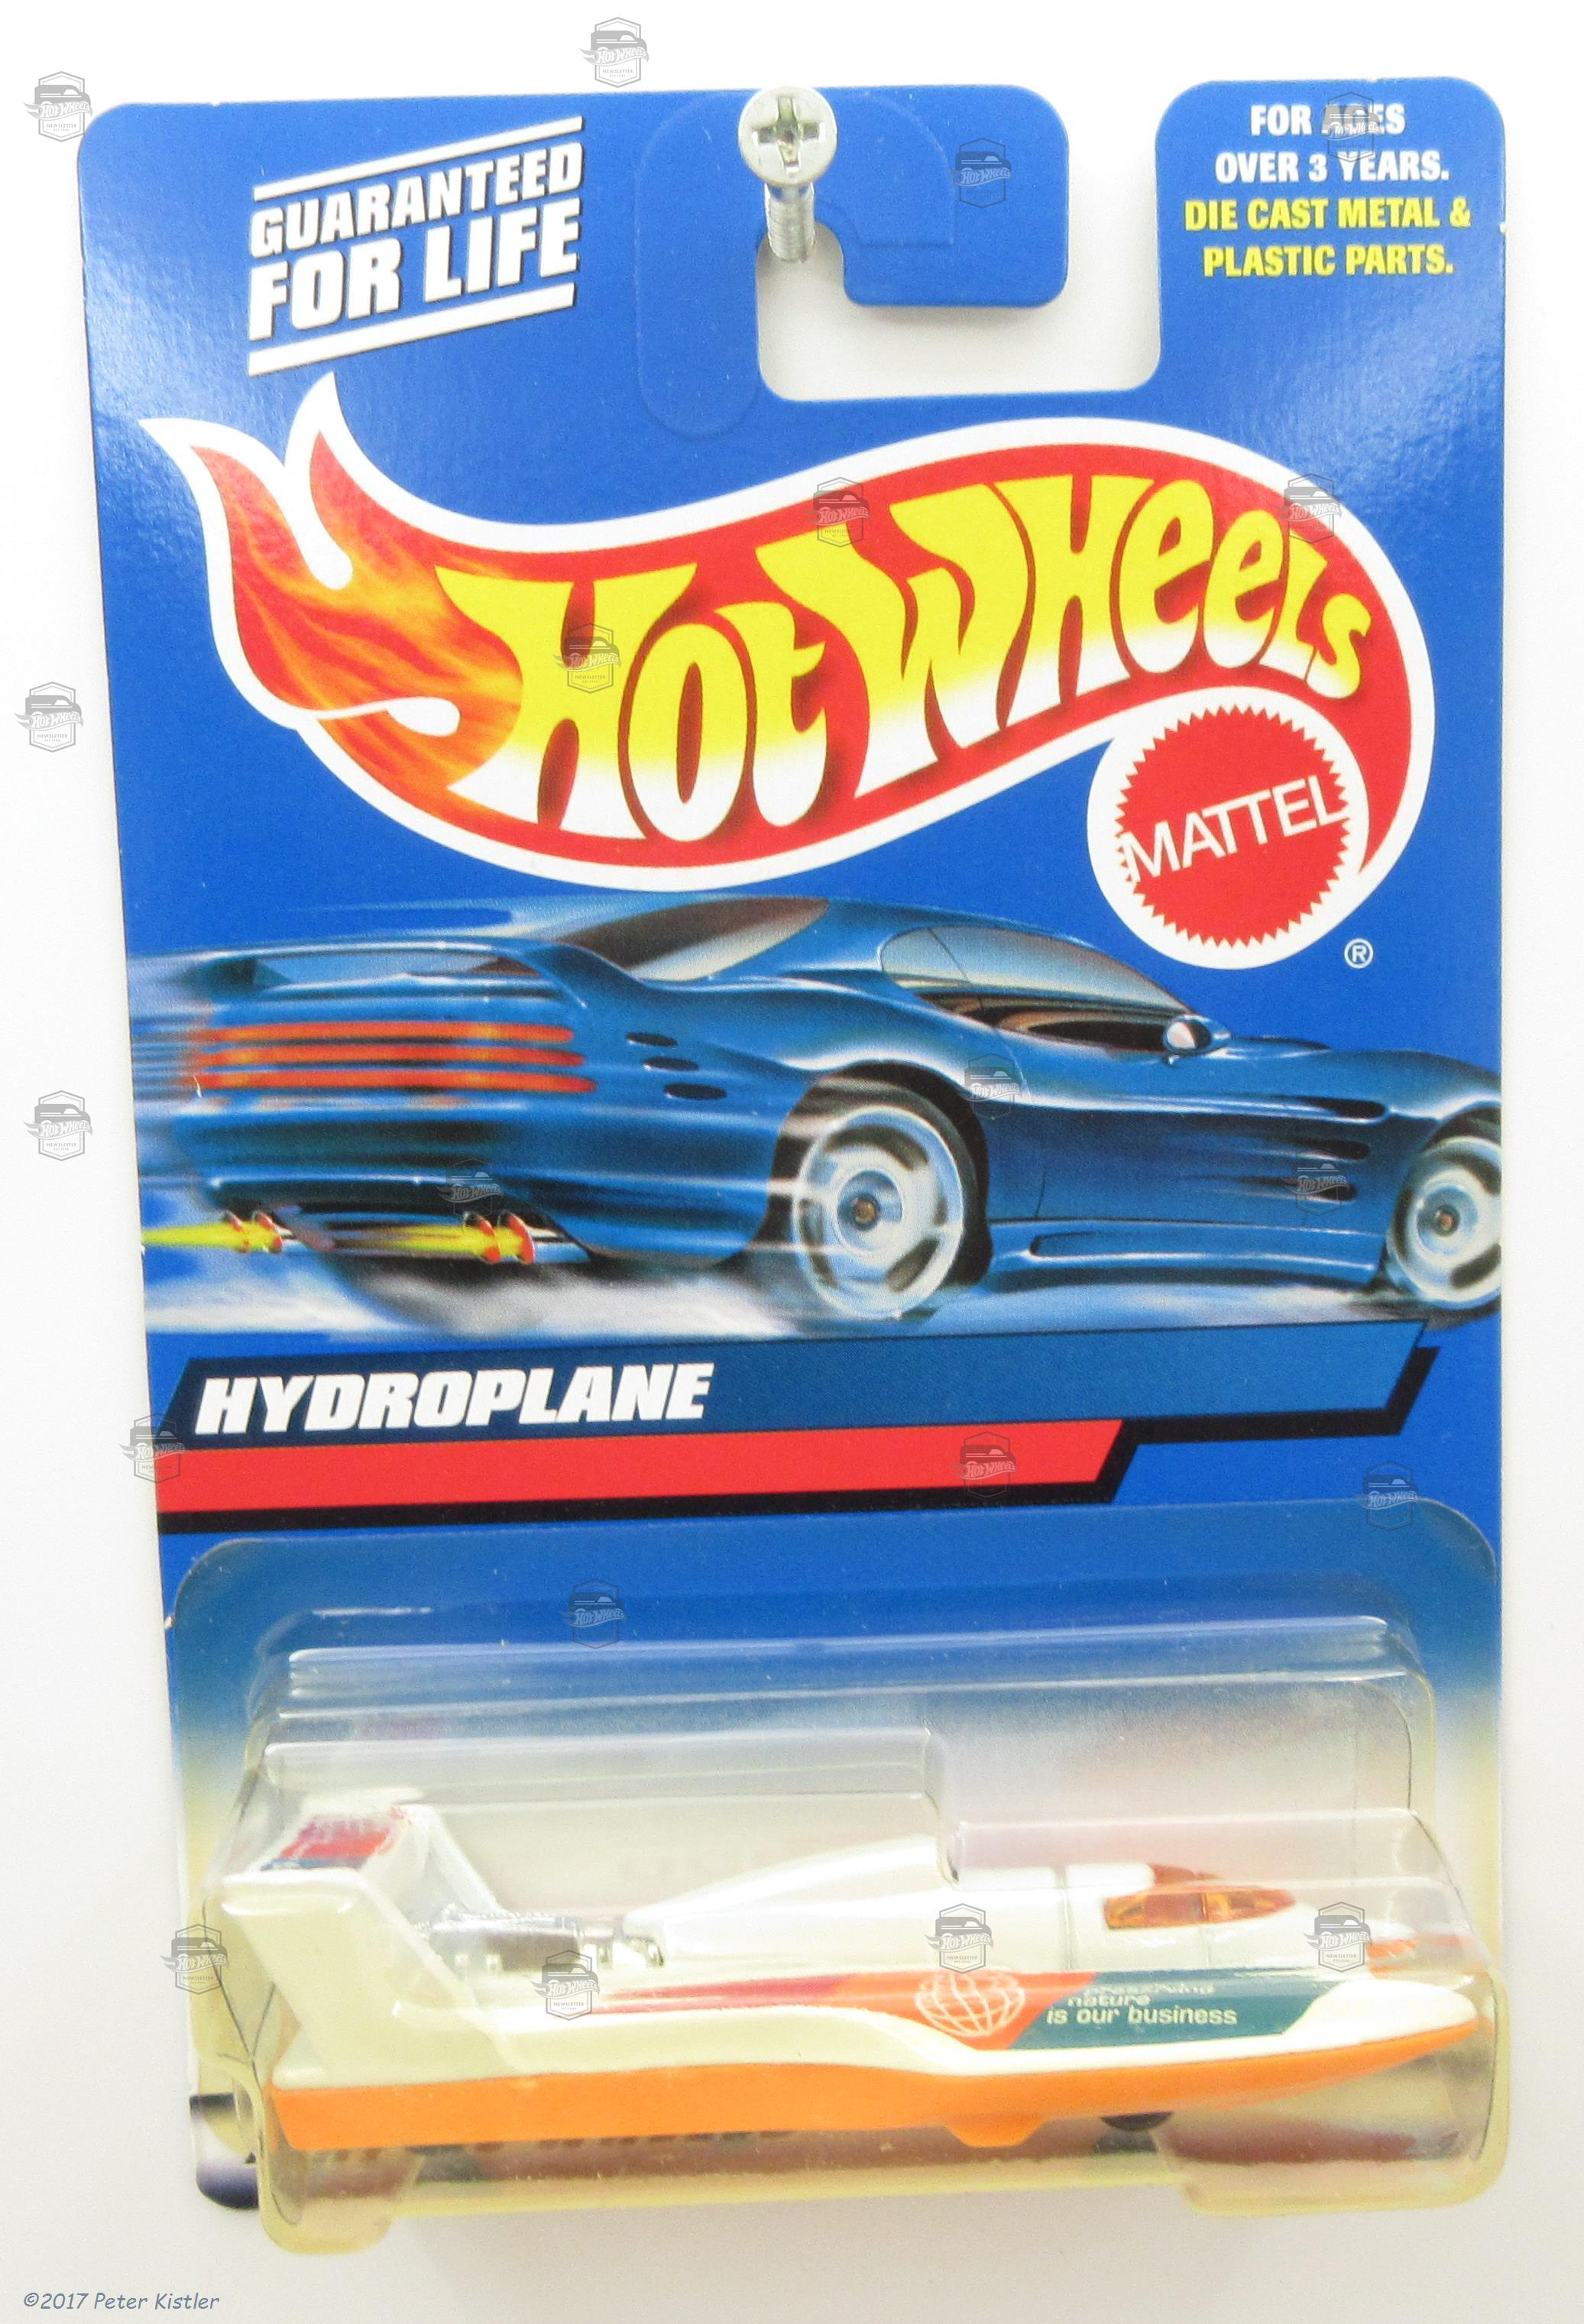 GUARANTEED
FOR LIFE
FOR AGES
OVER 3 YEARS.
DIE CAST METAL &
PLASTIC PARTS.
HOT WHEELS
MATTEL
®
HYDROPLANE
preserving
nature
is our business
©2017 Peter Kistler